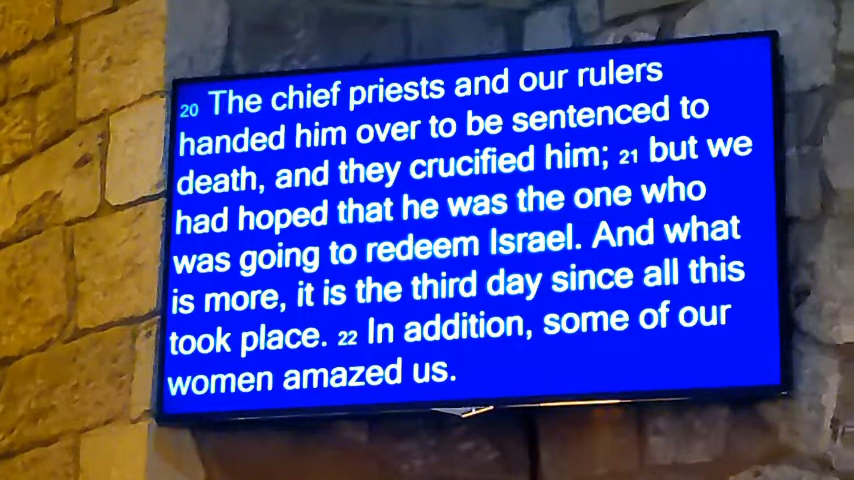 20 The chief priests and our rulers
handed him over to be sentenced to
death, and they crucified him; 21 but we
had hoped that he was the one who
was going to redeem Israel. And what
is more, it is the third day since all this
took place. 22 In addition, some of our
women amazed us.